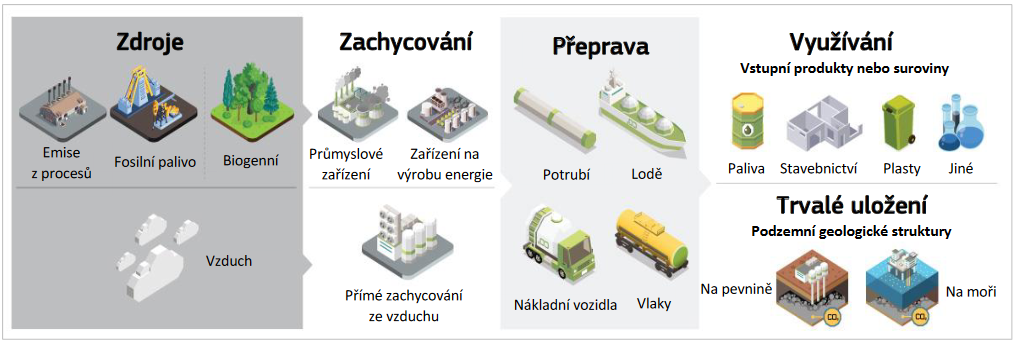 Zdroje
Emise
z procesů
Fosilní palivo
Biogenní
Vzduch
Zachycování
Průmyslové
zařízení
Zařízení na
výrobu energie
Přímé zachycování
ze vzduchu
Přeprava
Potrubí
Lodě
Nákladní vozidla
Vlaky
Využívání
Vstupní produkty nebo suroviny
Paliva
Stavebnictví
Plasty
Jiné
Trvalé uložení
Podzemní geologické struktury
Na pevnině
CO₂
CO₂
Na moři